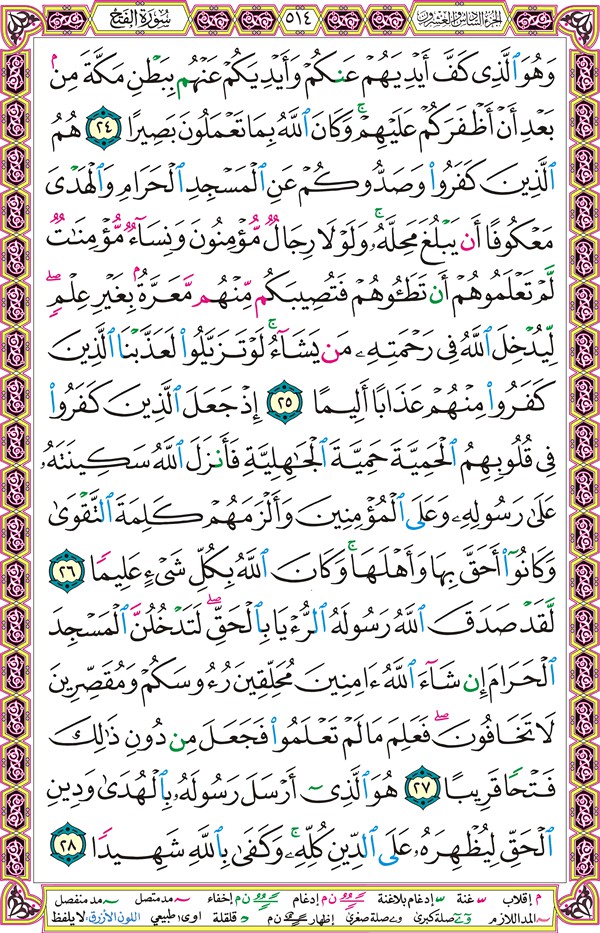 الجزء السادس والعشرون ٥١٤ سورة الفتح
وَهُوَ ٱلَّذِى كَفَّ أَيْدِيَهُمْ عَنكُمْ وَأَيْدِيَكُمْ عَنْهُم بِبَطْنِ مَكَّةَ مِنۢ
بَعْدِ أَنْ أَظْفَرَكُمْ عَلَيْهِمْ ۚ وَكَانَ ٱللَّهُ بِمَا تَعْمَلُونَ بَصِيرًا ٢٤ هُمُ
ٱلَّذِينَ كَفَرُوا۟ وَصَدُّوكُمْ عَنِ ٱلْمَسْجِدِ ٱلْحَرَامِ وَٱلْهَدْىَ
مَعْكُوفًا أَن يَبْلُغَ مَحِلَّهُۥ ۚ وَلَوْلَا رِجَالٌ مُّؤْمِنُونَ وَنِسَآءٌ مُّؤْمِنَٰتٌ
لَّمْ تَعْلَمُوهُمْ أَن تَطَـُٔوهُمْ فَتُصِيبَكُم مِّنْهُم مَّعَرَّةٌۢ بِغَيْرِ عِلْمٍ ۖ
لِّيُدْخِلَ ٱللَّهُ فِى رَحْمَتِهِۦ مَن يَشَآءُ ۚ لَوْ تَزَيَّلُوا۟ لَعَذَّبْنَا ٱلَّذِينَ
كَفَرُوا۟ مِنْهُمْ عَذَابًا أَلِيمًا ٢٥ إِذْ جَعَلَ ٱلَّذِينَ كَفَرُوا۟
فِى قُلُوبِهِمُ ٱلْحَمِيَّةَ حَمِيَّةَ ٱلْجَٰهِلِيَّةِ فَأَنزَلَ ٱللَّهُ سَكِينَتَهُۥ
عَلَىٰ رَسُولِهِۦ وَعَلَى ٱلْمُؤْمِنِينَ وَأَلْزَمَهُمْ كَلِمَةَ ٱلتَّقْوَىٰ
وَكَانُوٓا۟ أَحَقَّ بِهَا وَأَهْلَهَا ۚ وَكَانَ ٱللَّهُ بِكُلِّ شَىْءٍ عَلِيمًا ٢٦
لَّقَدْ صَدَقَ ٱللَّهُ رَسُولَهُ ٱلرُّءْيَا بِٱلْحَقِّ ۖ لَتَدْخُلُنَّ ٱلْمَسْجِدَ
ٱلْحَرَامَ إِن شَآءَ ٱللَّهُ ءَامِنِينَ مُحَلِّقِينَ رُءُوسَكُمْ وَمُقَصِّرِينَ
لَا تَخَافُونَ ۖ فَعَلِمَ مَا لَمْ تَعْلَمُوا۟ فَجَعَلَ مِن دُونِ ذَٰلِكَ
فَتْحًا قَرِيبًا ٢٧ هُوَ ٱلَّذِىٓ أَرْسَلَ رَسُولَهُۥ بِٱلْهُدَىٰ وَدِينِ
ٱلْحَقِّ لِيُظْهِرَهُۥ عَلَى ٱلدِّينِ كُلِّهِۦ ۚ وَكَفَىٰ بِٱللَّهِ شَهِيدًا ٢٨
م إقلاب غنة إدغام بلاغنة ن م إدغام ن م إخفاء مد متصل مد منفصل
المد اللازم صلة كبرى صلة صغرى إظهار ن م قلقلة اوى طبيعي اللون الأزرق لا يلفظ